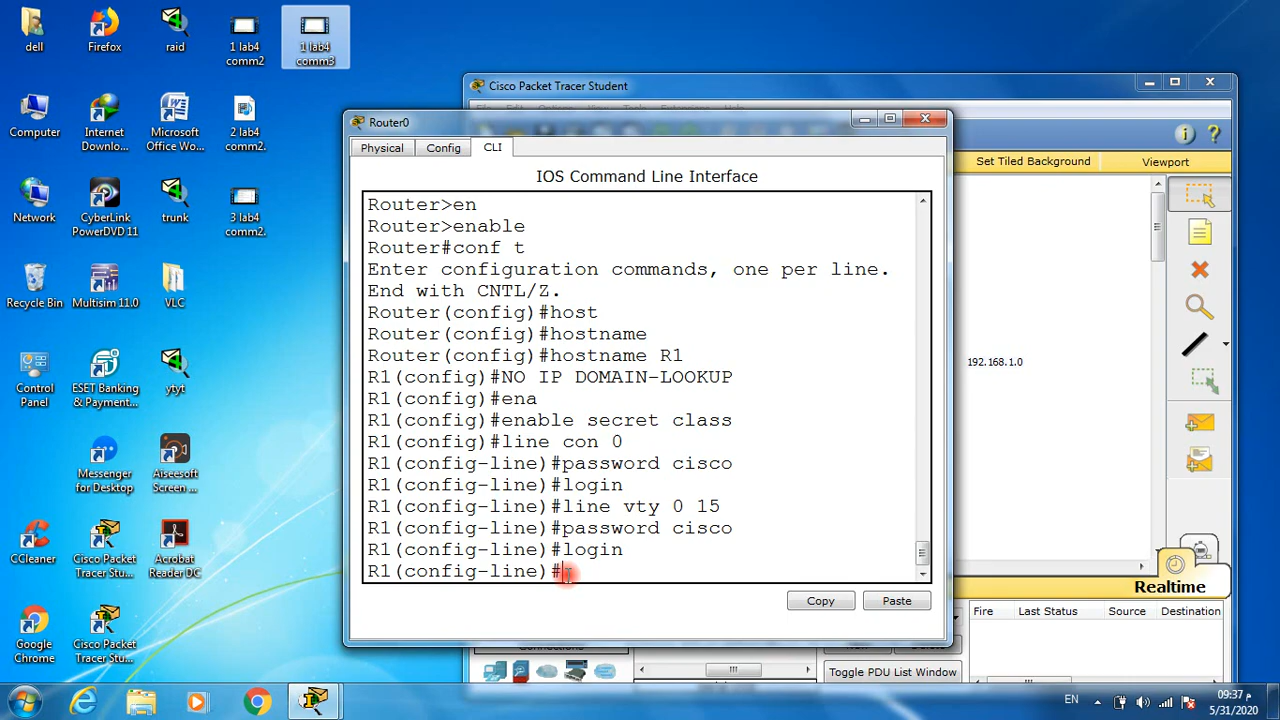 dell
Firefox
raid
1 lab4
comm2
1 lab4
comm3
Computer
Internet
Downlo...
Microsoft
Office Wo...
2 lab4
comm2.
Network
CyberLink
PowerDVD 11
trunk
3 lab4
comm2.
Recycle Bin
Multisim 11.0
VLC
Control
Panel
ESET Banking
& Payment...
ytyt
Messenger
for Desktop
Aiseesoft
Screen ...
CCleaner
Cisco Packet
Tracer Stu...
Acrobat
Reader DC
Google
Chrome
Cisco Packet
Tracer Stu...
Cisco Packet Tracer Student
Router0
Physical
Config
CLI
IOS Command Line Interface
Router>en
Router>enable
Router#conf t
Enter configuration commands, one per line.
End with CNTL/Z.
Router(config)#host
Router(config)#hostname
Router(config)#hostname R1
R1(config)#NO IP DOMAIN-LOOKUP
R1(config)#ena
R1(config)#enable secret class
R1(config)#line con 0
R1(config-line)#password cisco
R1(config-line)#login
R1(config-line)#line vty 0 15
R1(config-line)#password cisco
R1(config-line)#login
R1(config-line)#
Copy
Paste
Set Tiled Background
Viewport
192.168.1.0
Realtime
Fire
Last Status
Source
Destination
Toggle PDU List Window
EN
09:37 م
5/31/2020